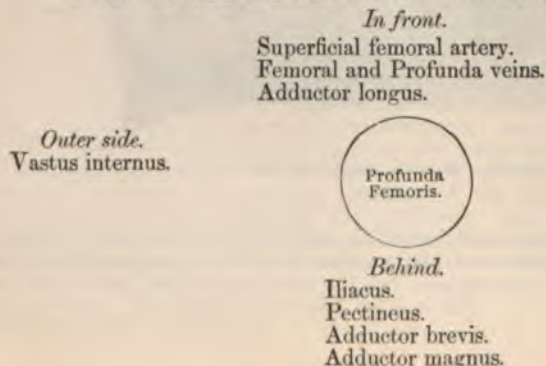 In front.
Superficial femoral artery.
Femoral and Profunda veins.
Adductor longus.
Outer side.
Vastus internus.
Profunda
Femoris.
Behind.
Iliacus.
Pectineus.
Adductor brevis.
Adductor magnus.